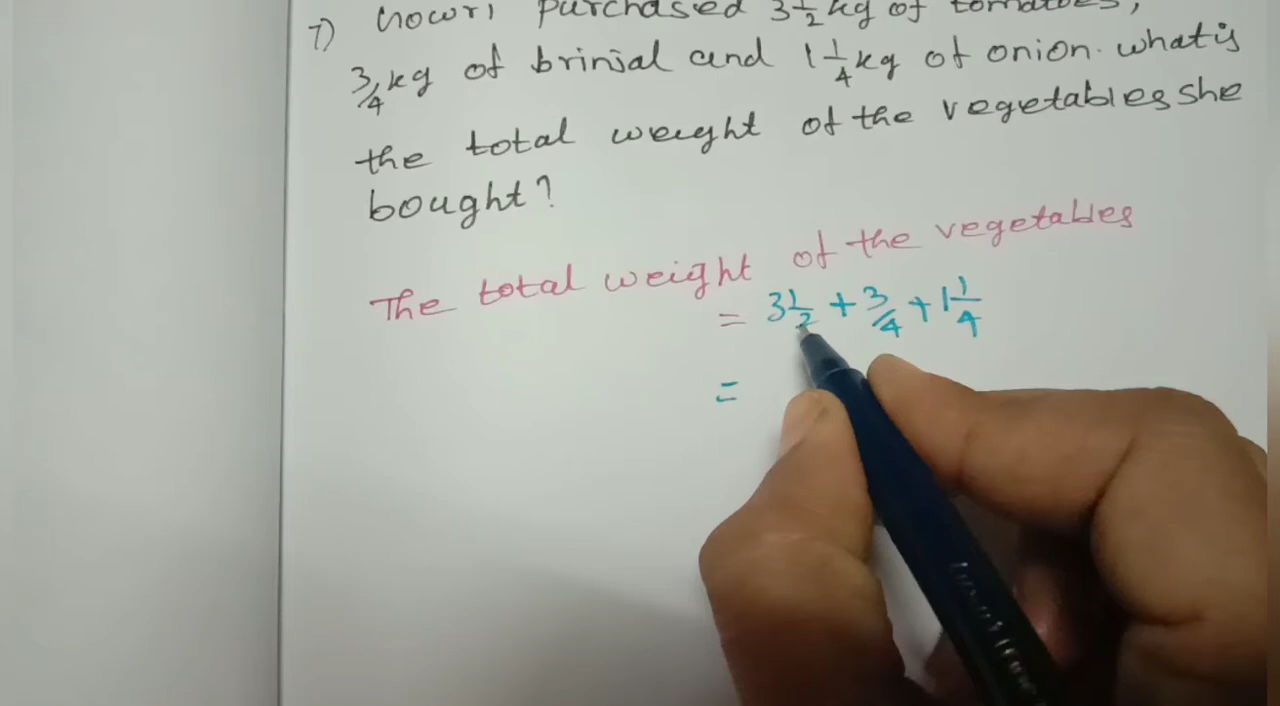 7) Gowri purchased 3 1/2 kg of tomatoes,
3/4 kg of brinjal and 1 1/4 kg of onion. what is
the total weight of the vegetables she
bought?
The total weight of the vegetables
= 3 1/2 + 3/4 + 1 1/4
=